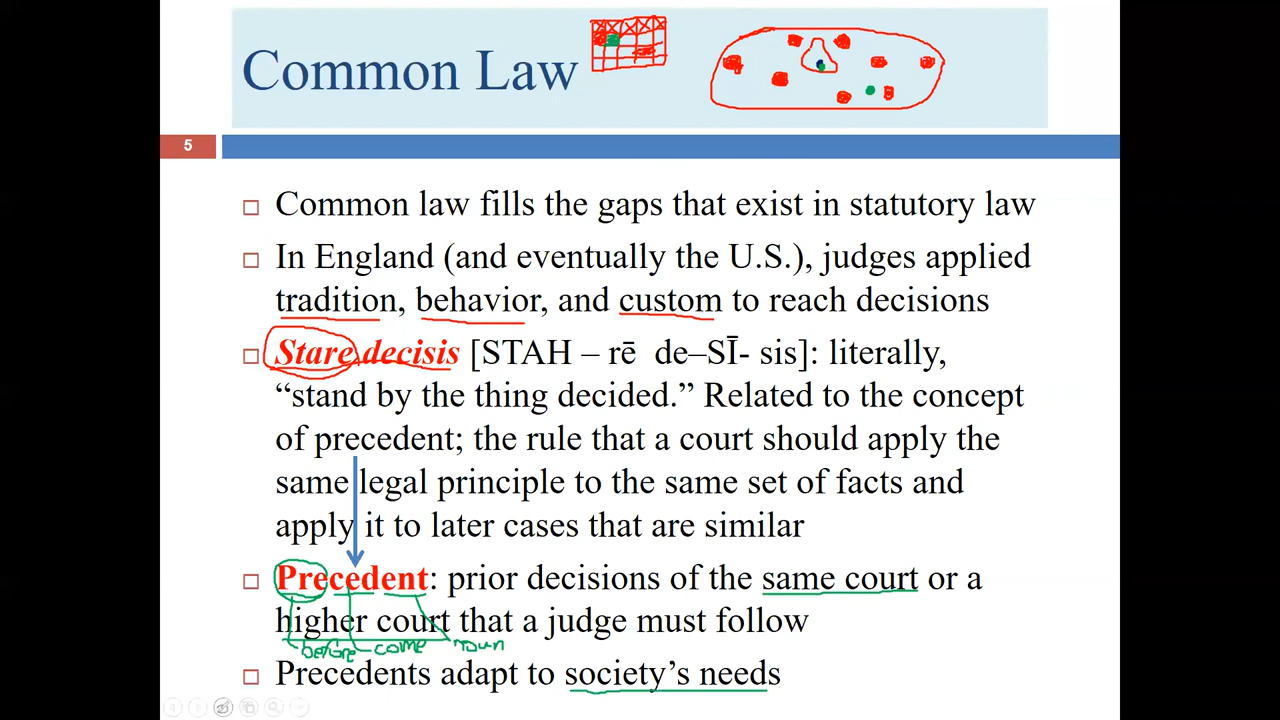 Common Law
5
Common law fills the gaps that exist in statutory law
In England (and eventually the U.S.), judges applied
tradition, behavior, and custom to reach decisions
Stare decisis [STAH – rē de–SĪ- sis]: literally,
“stand by the thing decided.” Related to the concept
of precedent; the rule that a court should apply the
same legal principle to the same set of facts and
apply it to later cases that are similar
Precedent: prior decisions of the same court or a
higher court that a judge must follow
before come noun
Precedents adapt to society’s needs